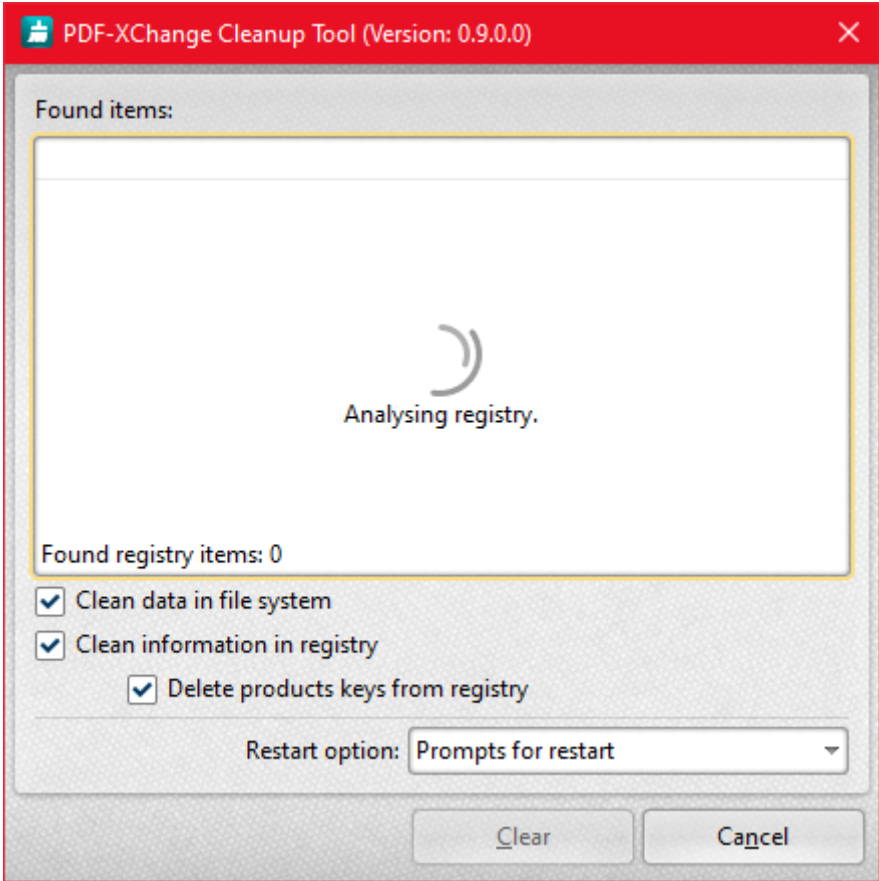 PDF-XChange Cleanup Tool (Version: 0.9.0.0)
Found items:
Analysing registry.
Found registry items: 0
Clean data in file system
Clean information in registry
Delete products keys from registry
Restart option: Prompts for restart
Clear Cancel